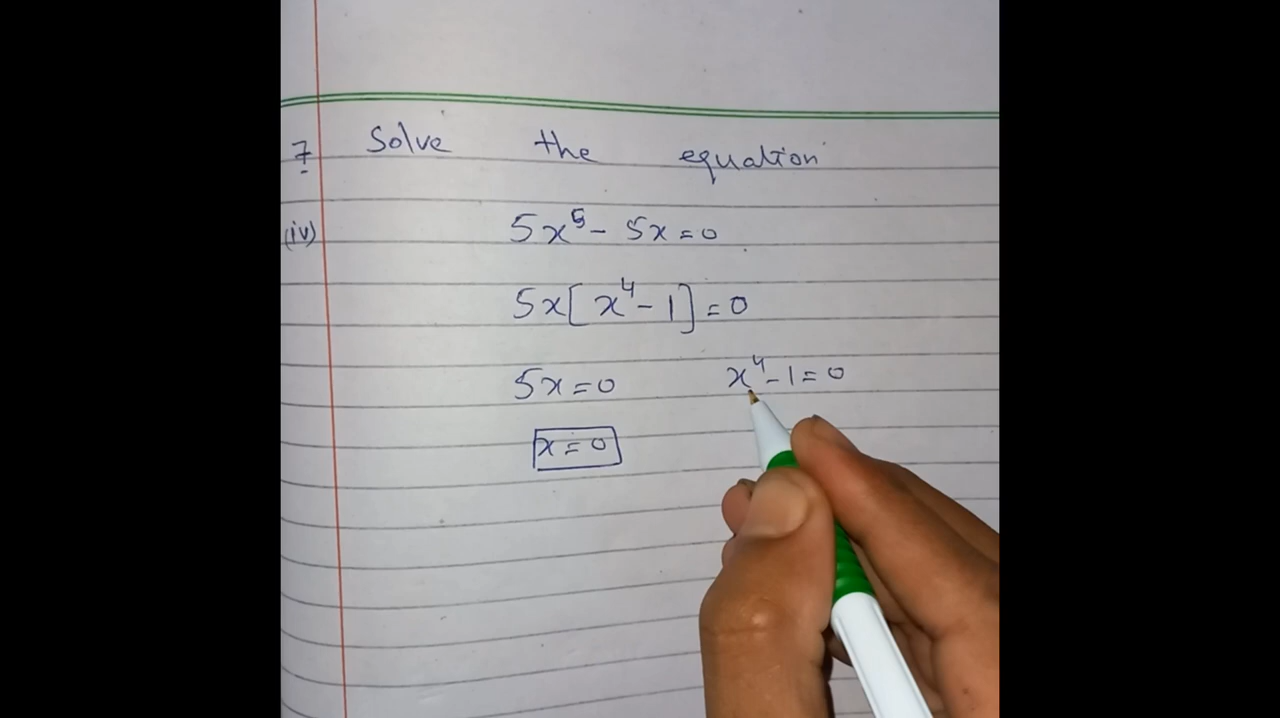 7 Solve the equation
(iv) 5x⁵ - 5x = 0
5x[x⁴ - 1] = 0
5x = 0 x⁴ - 1 = 0
x = 0